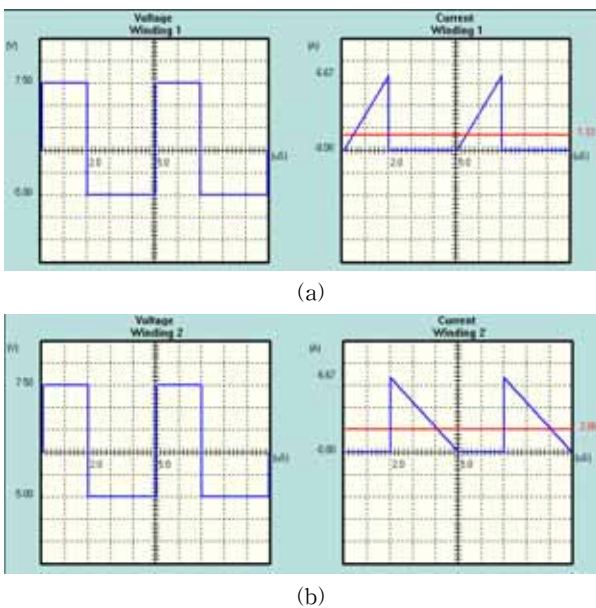 Voltage
Winding 1
Current
Winding 1
(V)
(A)
7.50
6.67
1.33
-0.00
2.0
5.0
(uS)
2.0
5.0
(uS)
5.00
(a)
Voltage
Winding 2
Current
Winding 2
(V)
(A)
7.50
6.67
2.00
-0.00
2.0
5.0
(uS)
2.0
5.0
(uS)
5.00
(b)